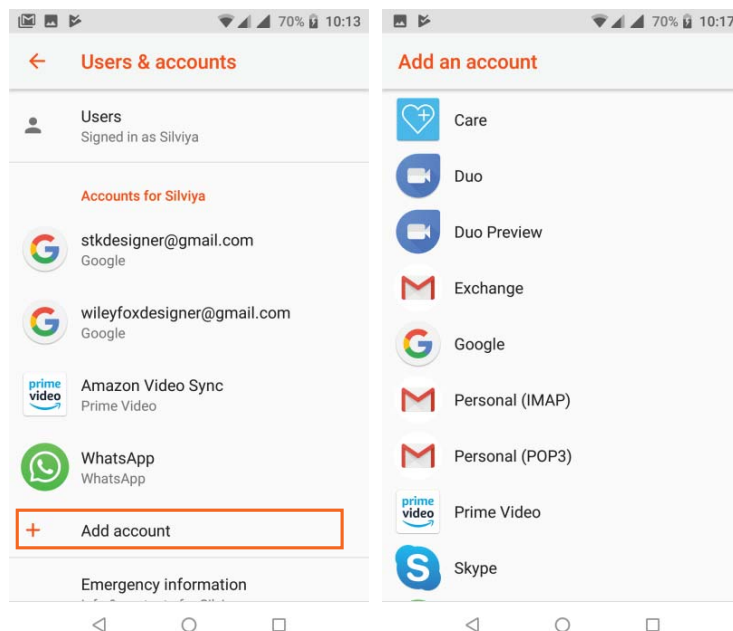 70% 10:13
Users & accounts
Users
Signed in as Silviya
Accounts for Silviya
stkdesigner@gmail.com
Google
wileyfoxdesigner@gmail.com
Google
prime
video
Amazon Video Sync
Prime Video
WhatsApp
WhatsApp
Add account
Emergency information
70% 10:17
Add an account
Care
Duo
Duo Preview
Exchange
Google
Personal (IMAP)
Personal (POP3)
prime
video
Prime Video
Skype